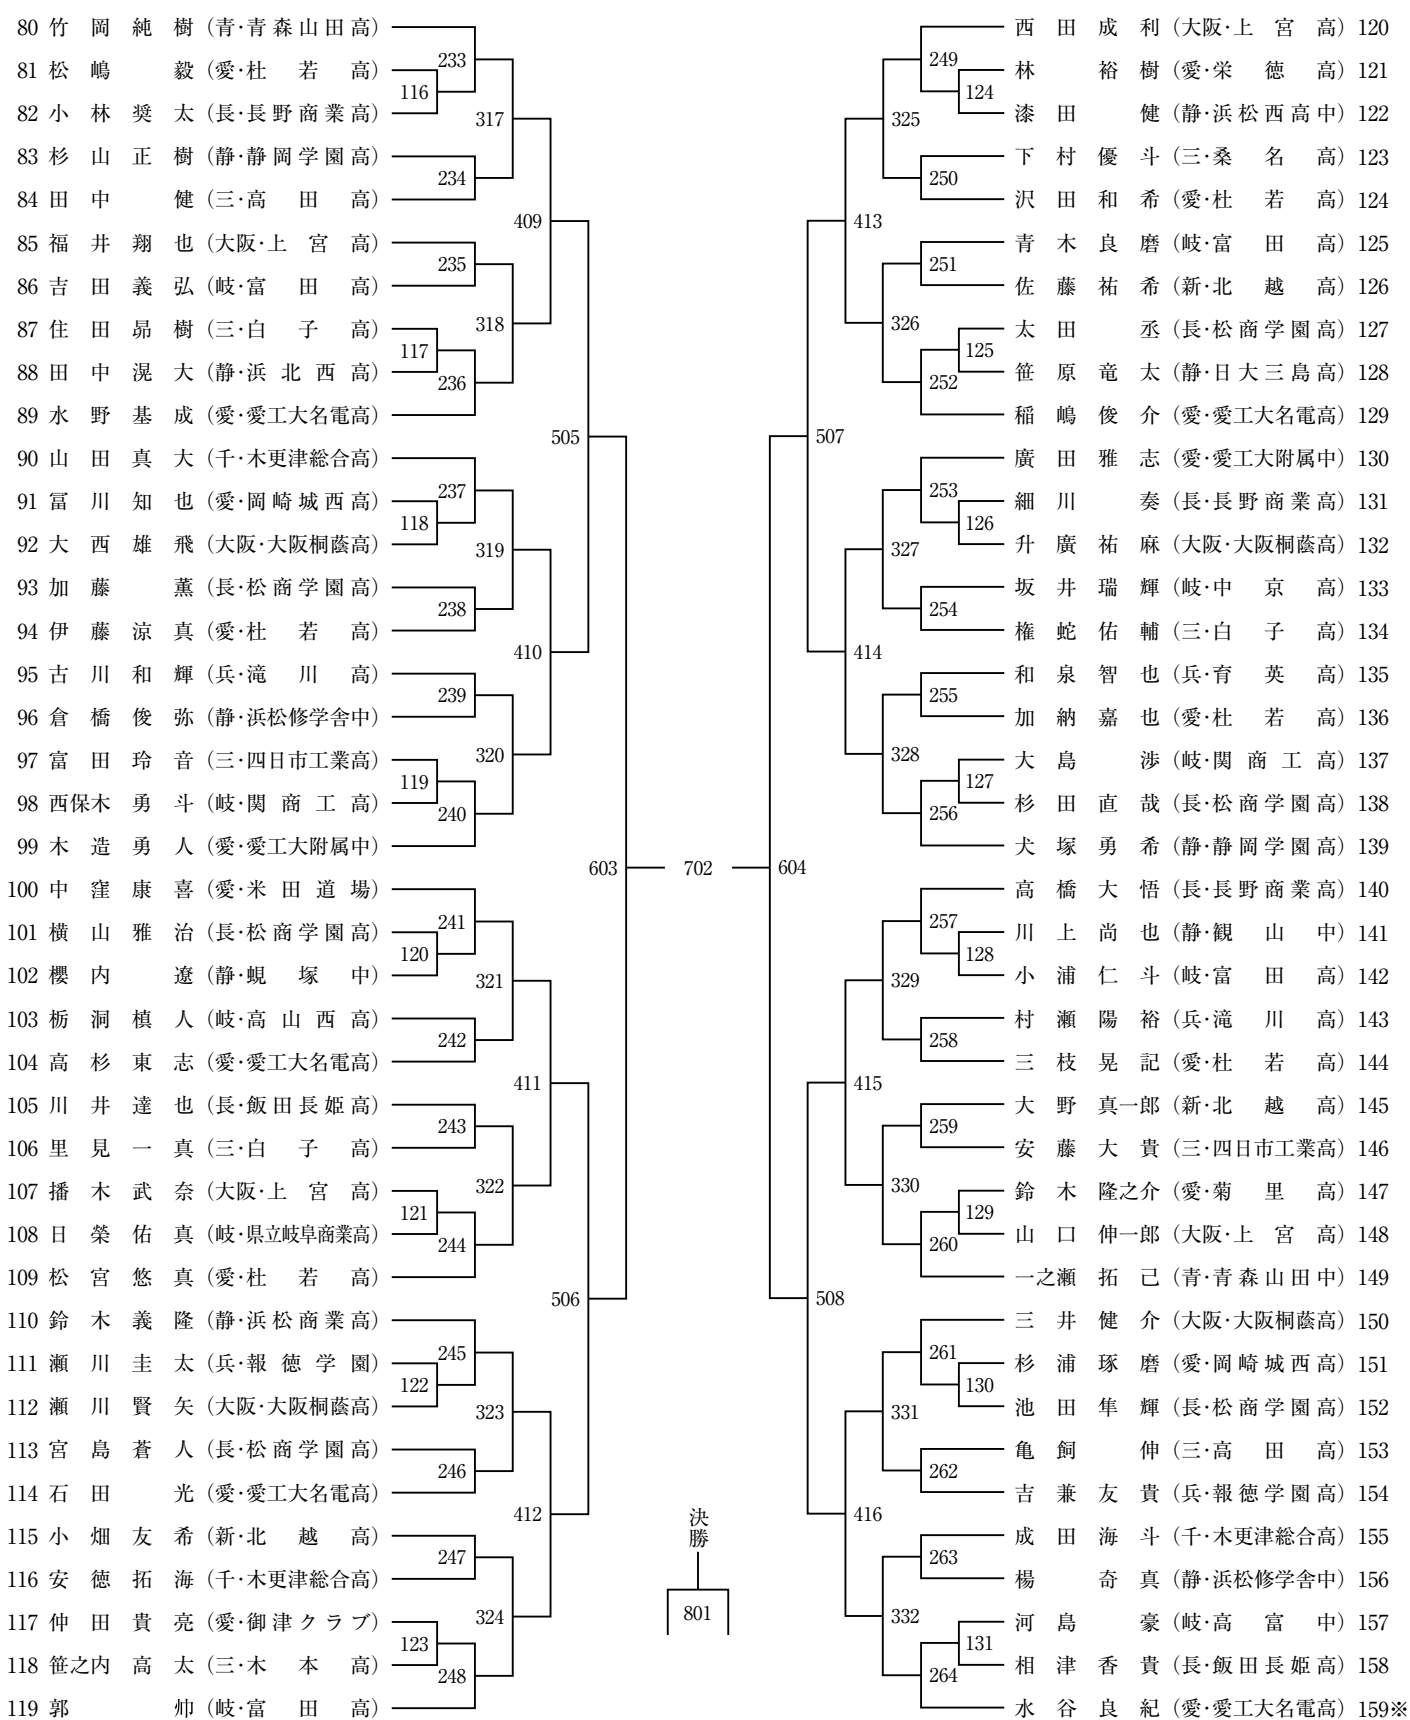 80 竹岡純樹（青・青森山田高）
81 松嶋毅（愛・杜若高）
82 小林奨太（長・長野商業高）
83 杉山正樹（静・静岡学園高）
84 田中健（三・高田高）
85 福井翔也（大阪・上宮高）
86 吉田義弘（岐・富田高）
87 住田昴樹（三・白子高）
88 田中滉大（静・浜北西高）
89 水野基成（愛・愛工大名電高）
90 山田真大（千・木更津総合高）
91 冨川知也（愛・岡崎城西高）
92 大西雄飛（大阪・大阪桐蔭高）
93 加藤薫（長・松商学園高）
94 伊藤涼真（愛・杜若高）
95 古川和輝（兵・滝川高）
96 倉橋俊弥（静・浜松修学舎中）
97 富田玲音（三・四日市工業高）
98 西保木勇斗（岐・関商工高）
99 木造勇人（愛・愛工大附属中）
100 中窪康喜（愛・米田道場）
101 横山雅治（長・松商学園高）
102 櫻内遼（静・蜆塚中）
103 栃洞槙人（岐・高山西高）
104 高杉東志（愛・愛工大名電高）
105 川井達也（長・飯田長姫高）
106 里見一真（三・白子高）
107 播木武奈（大阪・上宮高）
108 日榮佑真（岐・県立岐阜商業高）
109 松宮悠真（愛・杜若高）
110 鈴木義隆（静・浜松商業高）
111 瀬川圭太（兵・報徳学園）
112 瀬川賢矢（大阪・大阪桐蔭高）
113 宮島蒼人（長・松商学園高）
114 石田光（愛・愛工大名電高）
115 小畑友希（新・北越高）
116 安徳拓海（千・木更津総合高）
117 仲田貴亮（愛・御津クラブ）
118 笹之内高太（三・木本高）
119 郭帥（岐・富田高）
116
117
118
119
120
121
122
123
233
234
235
236
237
238
239
240
241
242
243
244
245
246
247
248
317
318
319
320
321
322
323
324
409
410
411
412
505
506
603
702
604
決勝
801
507
508
413
414
415
416
325
326
327
328
329
330
331
332
249
250
251
252
253
254
255
256
257
258
259
260
261
262
263
264
124
125
126
127
128
129
130
131
西田成利（大阪・上宮高）120
林裕樹（愛・栄徳高）121
漆田健（静・浜松西高中）122
下村優斗（三・桑名高）123
沢田和希（愛・杜若高）124
青木良磨（岐・富田高）125
佐藤祐希（新・北越高）126
太田丞（長・松商学園高）127
笹原竜太（静・日大三島高）128
稲嶋俊介（愛・愛工大名電高）129
廣田雅志（愛・愛工大附属中）130
細川奏（長・長野商業高）131
升廣祐麻（大阪・大阪桐蔭高）132
坂井瑞輝（岐・中京高）133
権蛇佑輔（三・白子高）134
和泉智也（兵・育英高）135
加納嘉也（愛・杜若高）136
大島渉（岐・関商工高）137
杉田直哉（長・松商学園高）138
犬塚勇希（静・静岡学園高）139
高橋大悟（長・長野商業高）140
川上尚也（静・観山中）141
小浦仁斗（岐・富田高）142
村瀬陽裕（兵・滝川高）143
三枝晃記（愛・杜若高）144
大野真一郎（新・北越高）145
安藤大貴（三・四日市工業高）146
鈴木隆之介（愛・菊里高）147
山口伸一郎（大阪・上宮高）148
一之瀬拓己（青・青森山田中）149
三井健介（大阪・大阪桐蔭高）150
杉浦琢磨（愛・岡崎城西高）151
池田隼輝（長・松商学園高）152
亀飼伸（三・高田高）153
吉兼友貴（兵・報徳学園高）154
成田海斗（千・木更津総合高）155
楊奇真（静・浜松修学舎中）156
河島豪（岐・高富中）157
相津香貴（長・飯田長姫高）158
水谷良紀（愛・愛工大名電高）159※